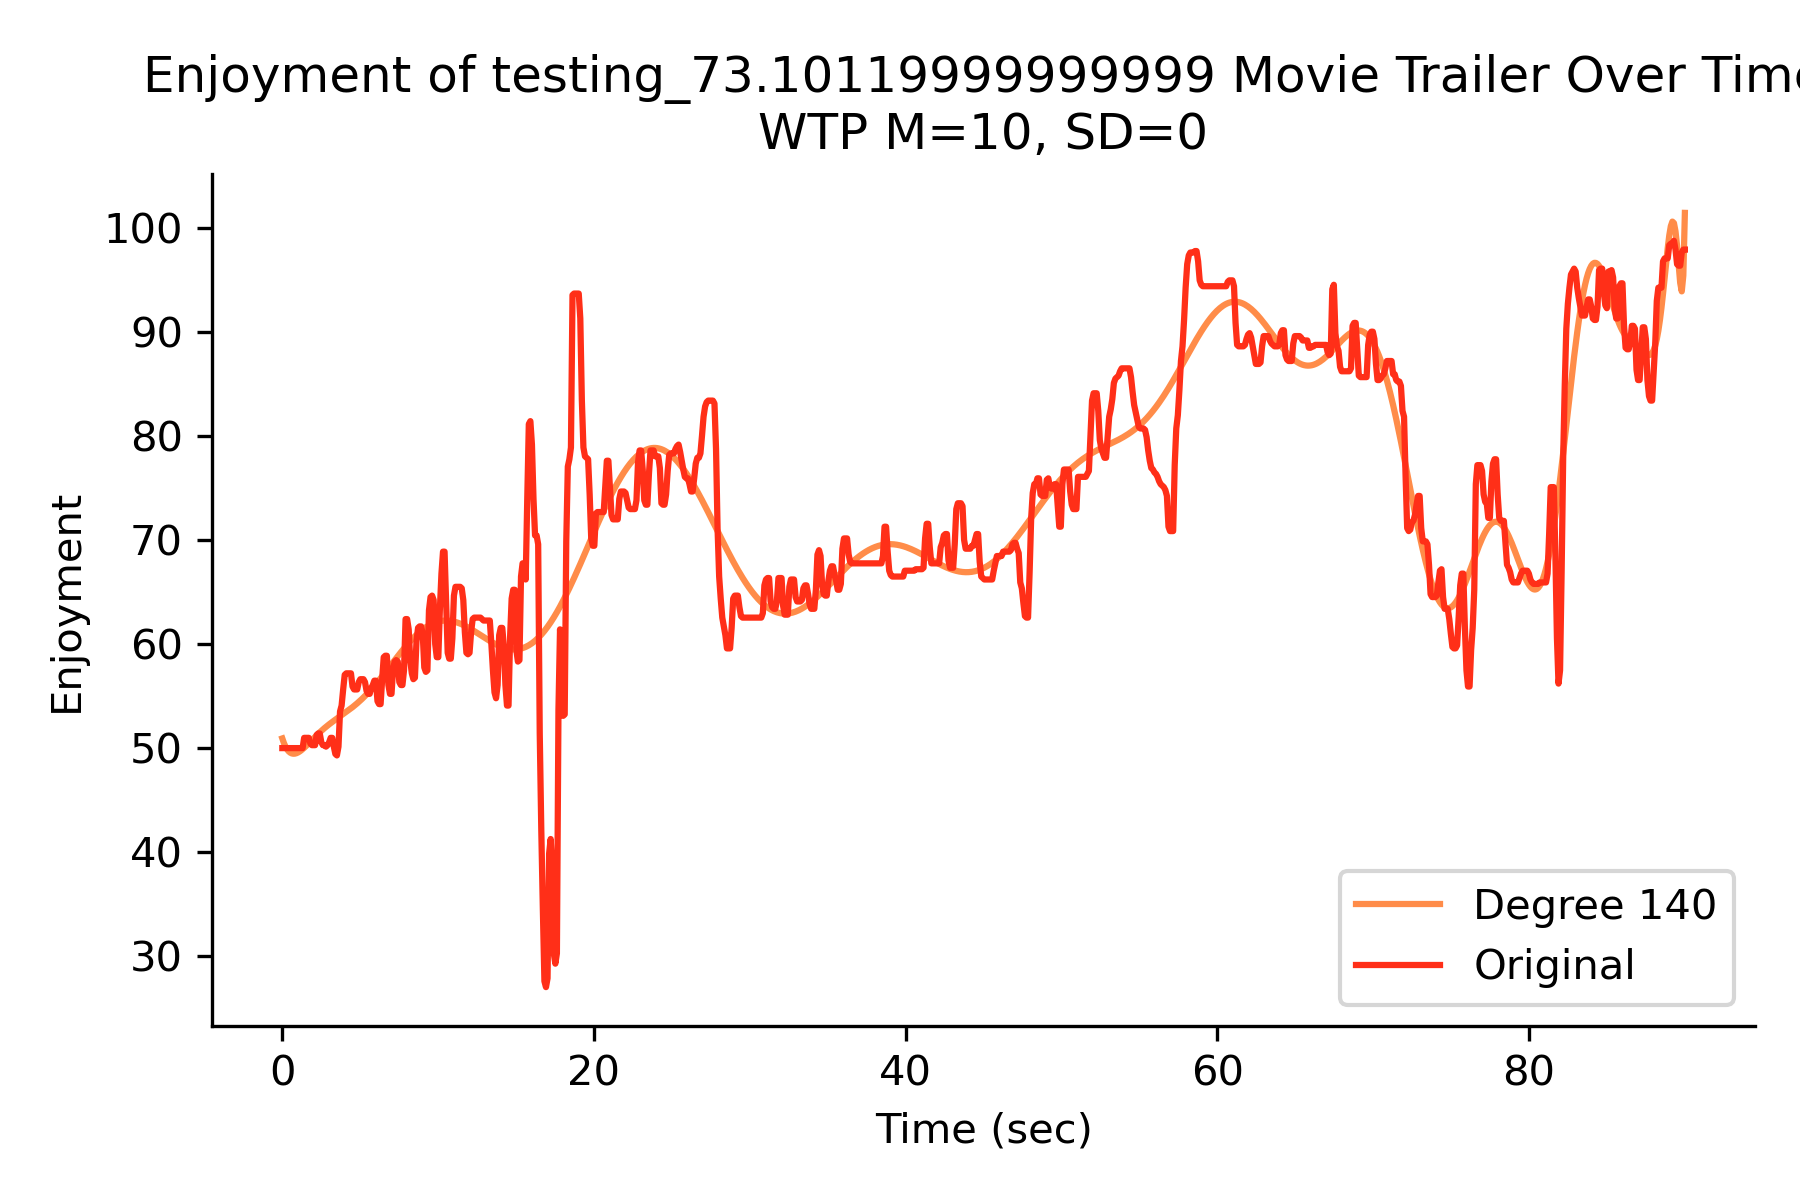 Enjoyment of testing_73.10119999999999 Movie Trailer Over Time
WTP M=10, SD=0
100
90
80
70
60
50
40
30
Enjoyment
0 20 40 60 80
Time (sec)
Degree 140
Original